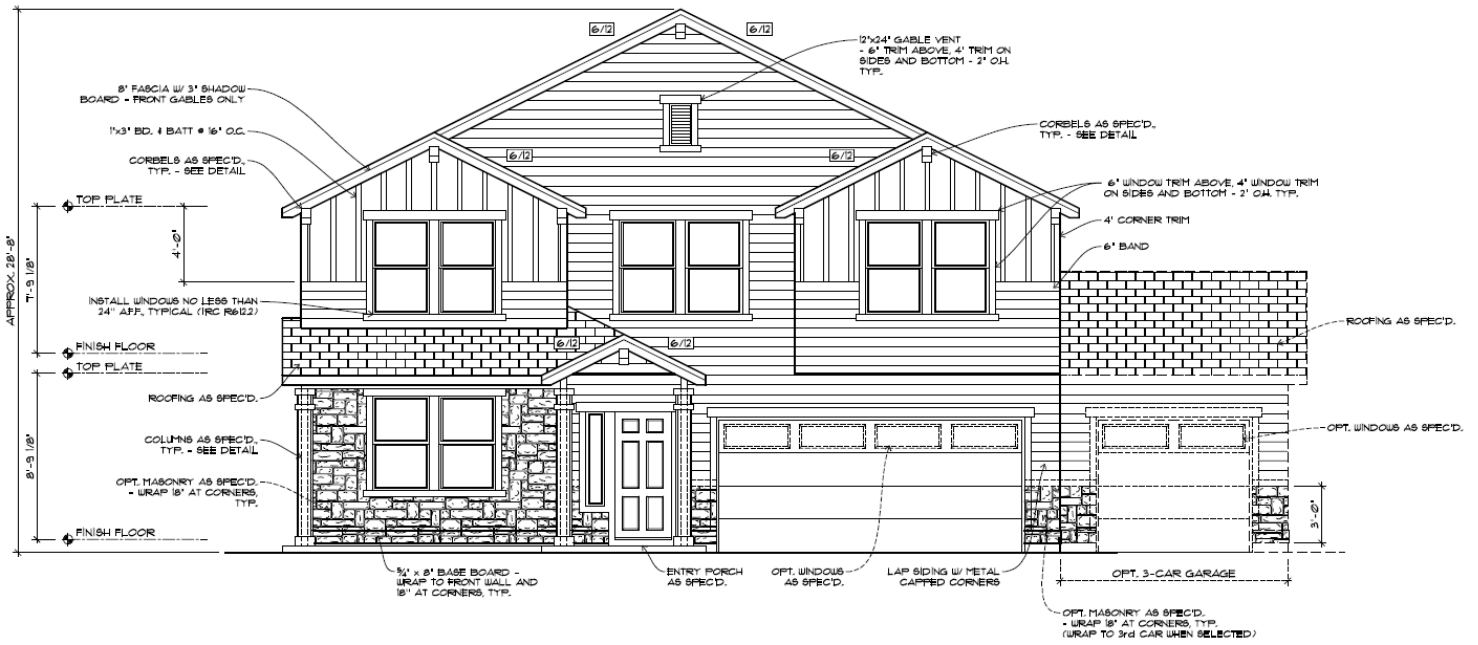 6/12
6/12
12"x24" GABLE VENT
- 6" TRIM ABOVE, 4" TRIM ON
SIDES AND BOTTOM - 2" O.H.
TYP.
8" FASCIA W/ 3" SHADOW
BOARD - FRONT GABLES ONLY
1"x3" BD. & BATT @ 16" O.C.
CORBELS AS SPEC'D.,
TYP. - SEE DETAIL
CORBELS AS SPEC'D.,
TYP. - SEE DETAIL
6/12
6/12
6" WINDOW TRIM ABOVE, 4" WINDOW TRIM
ON SIDES AND BOTTOM - 2" O.H. TYP.
TOP PLATE
4" CORNER TRIM
6" BAND
4'-0"
7'-9 1/8"
APPROX. 28'-8"
INSTALL WINDOWS NO LESS THAN
24" A.F.F., TYPICAL (IRC R612.2)
ROOFING AS SPEC'D.
FINISH FLOOR
TOP PLATE
6/12
6/12
ROOFING AS SPEC'D.
8'-9 1/8"
COLUMNS AS SPEC'D.,
TYP. - SEE DETAIL
OPT. WINDOWS AS SPEC'D.
OPT. MASONRY AS SPEC'D.
- WRAP 18" AT CORNERS,
TYP.
3'-0"
FINISH FLOOR
5/4" x 8" BASE BOARD -
WRAP TO FRONT WALL AND
18" AT CORNERS, TYP.
ENTRY PORCH
AS SPEC'D.
OPT. WINDOWS
AS SPEC'D.
LAP SIDING W/ METAL
CAPPED CORNERS
OPT. 3-CAR GARAGE
OPT. MASONRY AS SPEC'D.
- WRAP 18" AT CORNERS, TYP.
(WRAP TO 3rd CAR WHEN SELECTED)